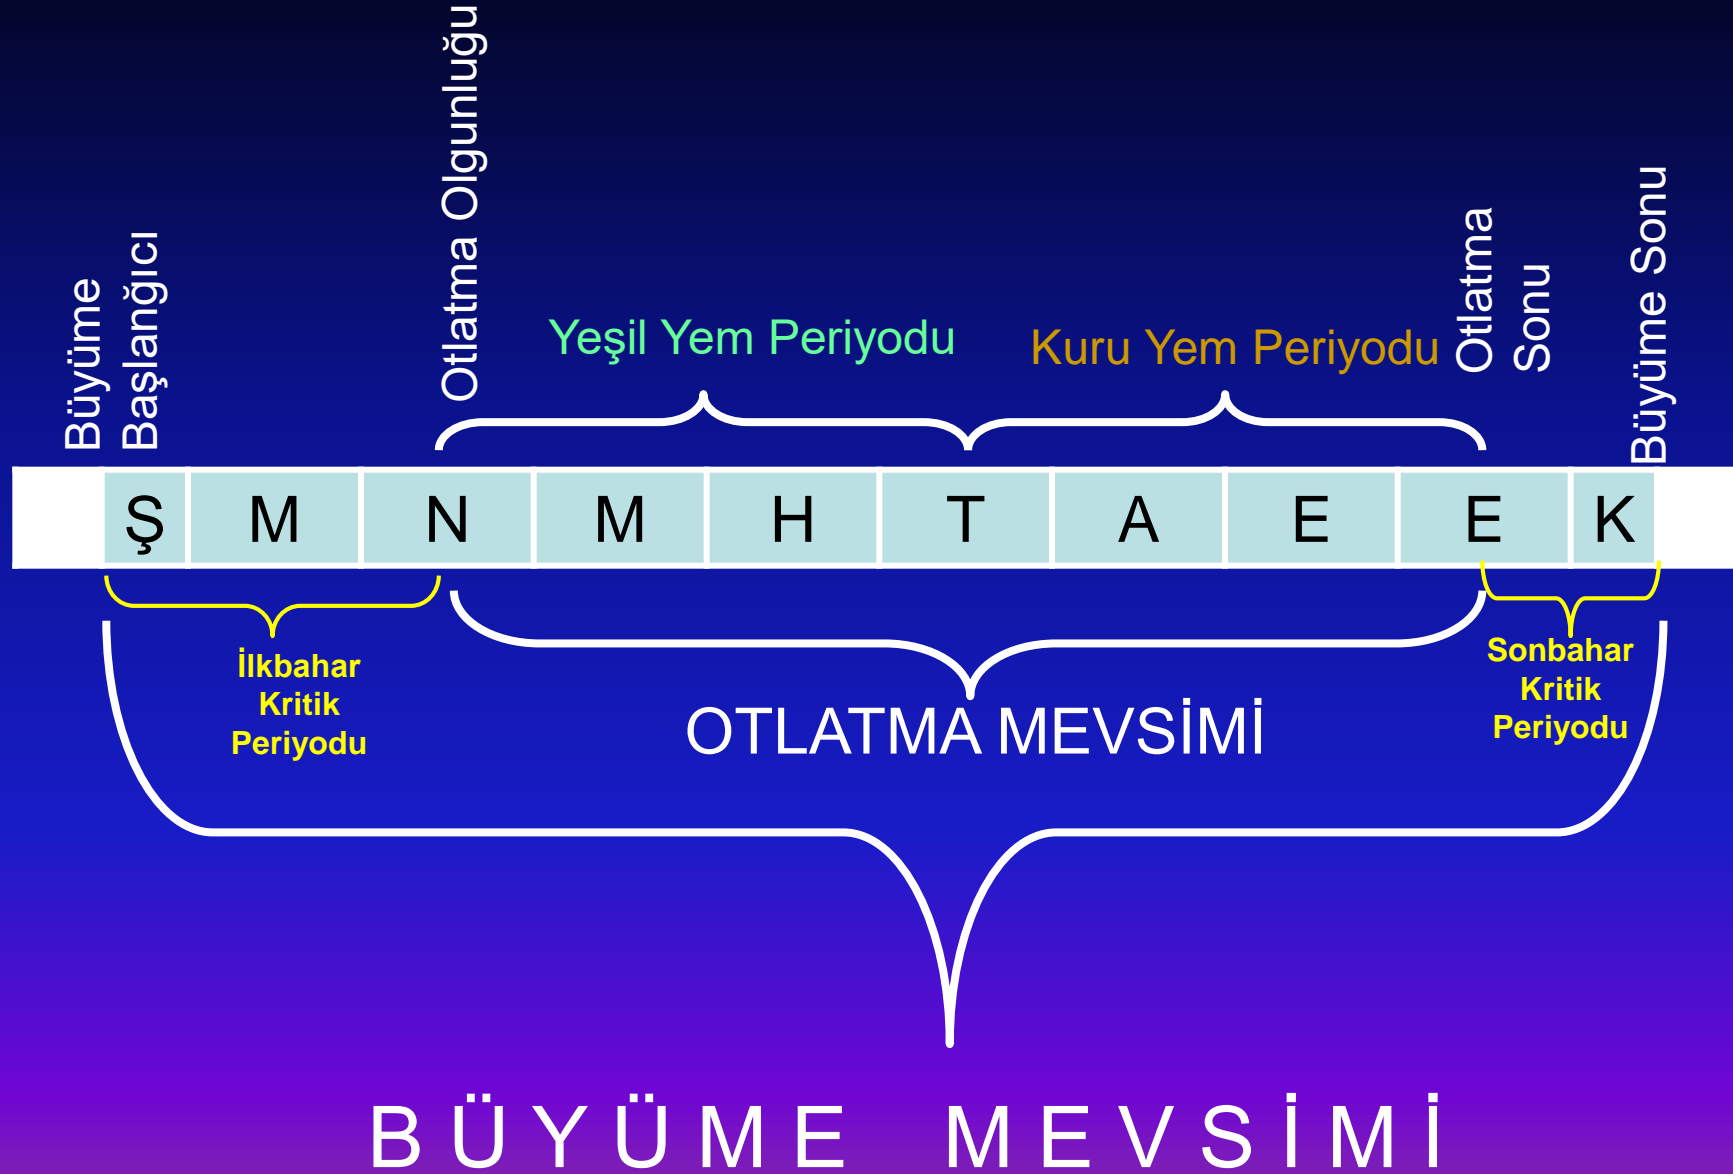 Büyüme
Başlanğıcı
Otlatma Olgunluğu
Yeşil Yem Periyodu
Kuru Yem Periyodu
Otlatma
Sonu
Büyüme Sonu
Ş M N M H T A E E K
İlkbahar
Kritik
Periyodu
OTLATMA MEVSİMİ
Sonbahar
Kritik
Periyodu
BÜYÜME MEVSİMİ